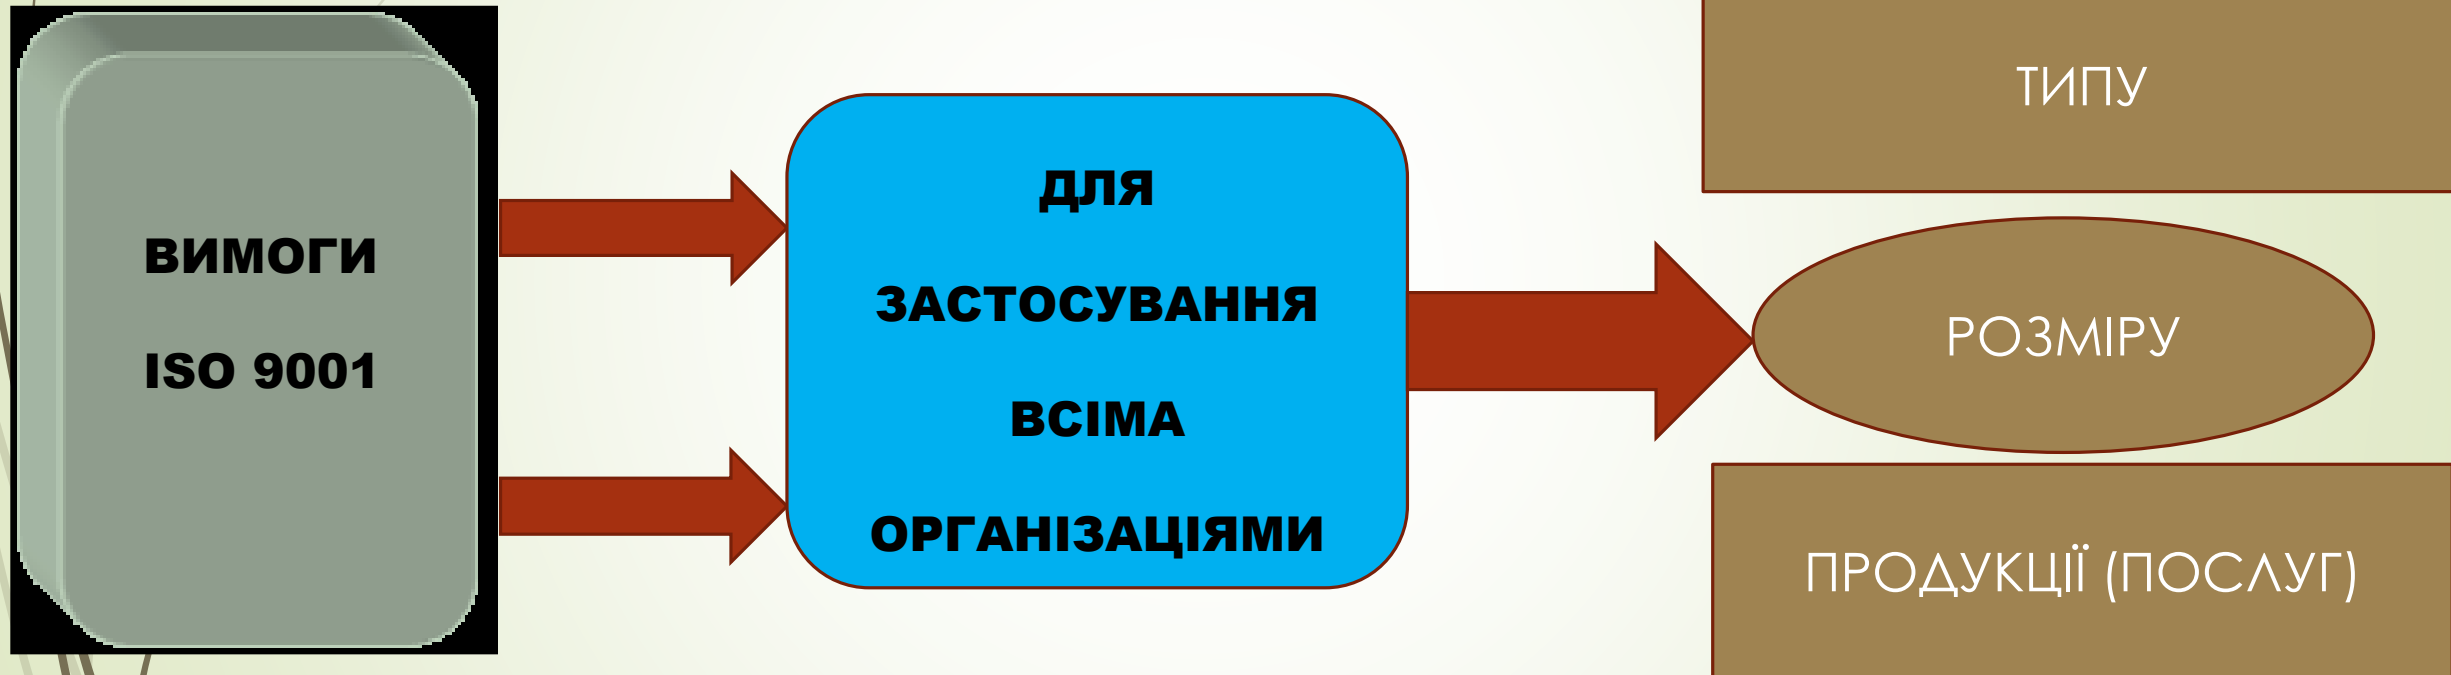 ВИМОГИ
ISO 9001
ДЛЯ
ЗАСТОСУВАННЯ
ВСІМА
ОРГАНІЗАЦІЯМИ
ТИПУ
РОЗМІРУ
ПРОДУКЦІЇ (ПОСЛУГ)